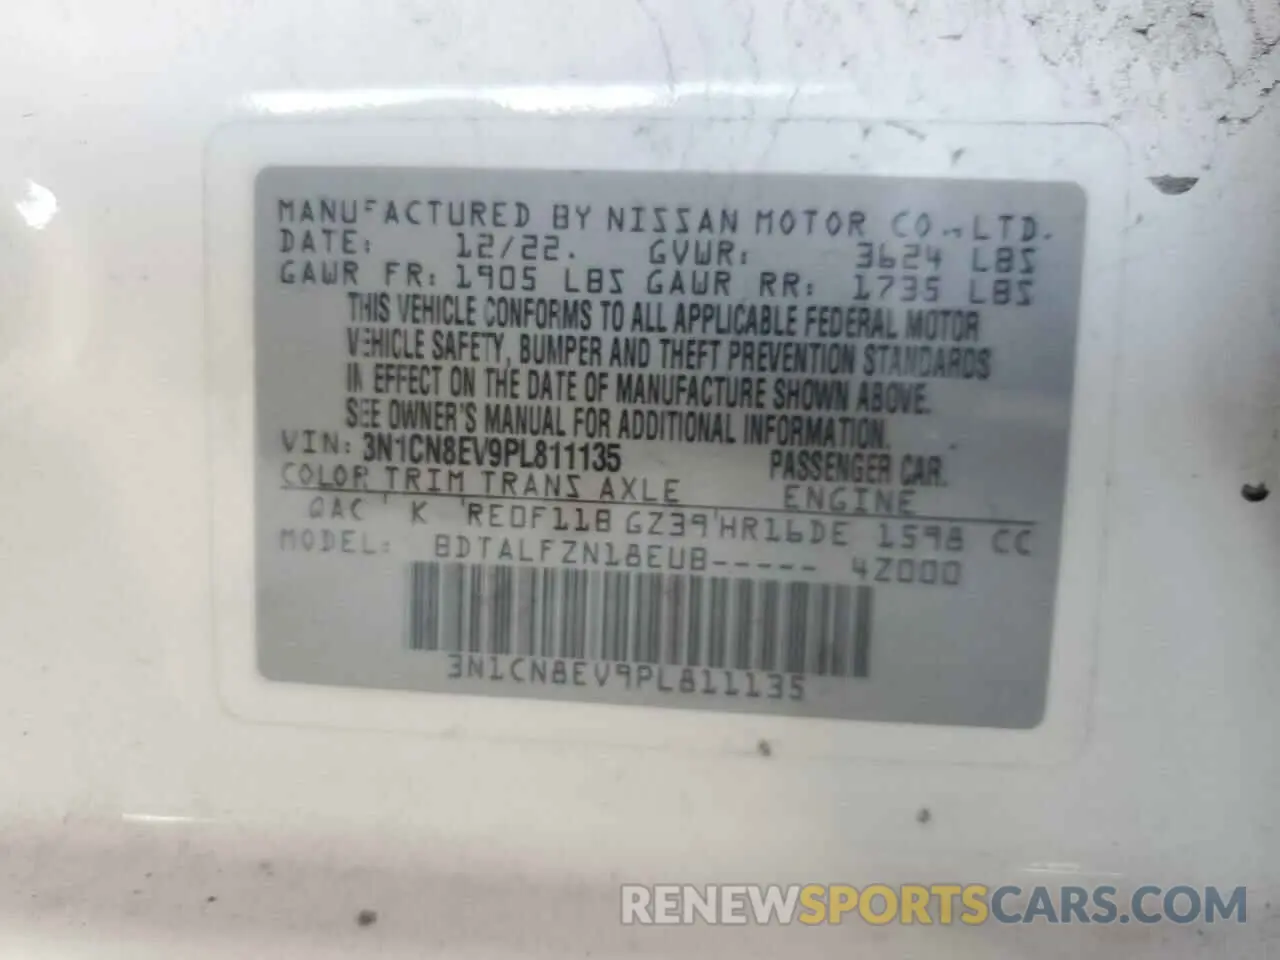 MANUFACTURED BY NISSAN MOTOR CO., LTD.
DATE: 12/22. GVWR: 3624 LBS
GAWR FR: 1905 LBS GAWR RR: 1735 LBS
THIS VEHICLE CONFORMS TO ALL APPLICABLE FEDERAL MOTOR
VEHICLE SAFETY, BUMPER AND THEFT PREVENTION STANDARDS
IN EFFECT ON THE DATE OF MANUFACTURE SHOWN ABOVE.
SEE OWNER'S MANUAL FOR ADDITIONAL INFORMATION.
VIN: 3N1CN8EV9PL811135 PASSENGER CAR.
COLOR TRIM TRANS AXLE ENGINE
QAC ' K 'RE0F11B GZ39'HR16DE 1598 CC
MODEL: BDTALFZN18EUB----- 4Z000
3N1CN8EV9PL811135
RENEWSPORTSCARS.COM